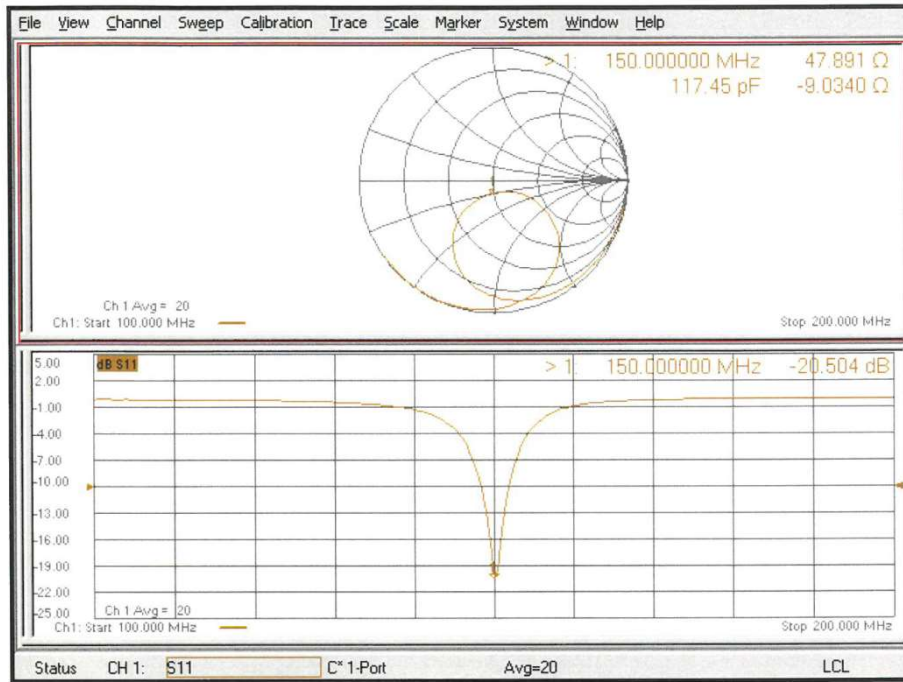 File View Channel Sweep Calibration Trace Scale Marker System Window Help
> 1: 150.000000 MHz 47.891 Ω
117.45 pF -9.0340 Ω
Ch 1 Avg = 20
Ch1: Start 100.000 MHz
Stop 200.000 MHz
5.00
dB S11
> 1: 150.000000 MHz -20.504 dB
2.00
-1.00
-4.00
-7.00
-10.00
-13.00
-16.00
-19.00
-22.00
-25.00
Ch 1 Avg = 20
Ch1: Start 100.000 MHz
Stop 200.000 MHz
Status CH 1: S11 C* 1-Port Avg=20 LCL